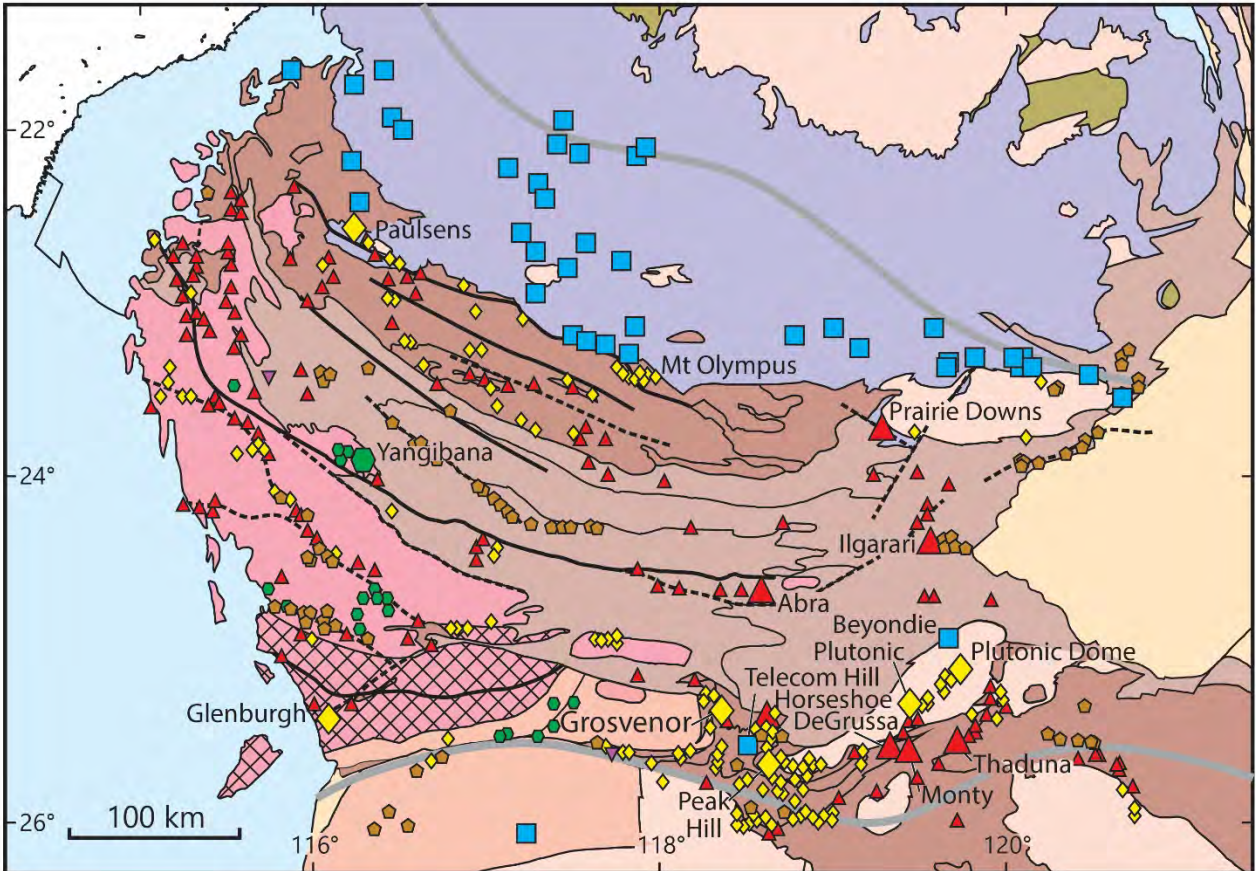 22°
Paulsens
Mt Olympus
Prairie Downs
Yangibana
24°
Ilgarari
Abra
Beyondie
Plutonic
Plutonic Dome
Telecom Hill
Horseshoe
Glenburgh
Grosvenor
DeGrussa
Thaduna
Monty
Peak
Hill
26°
100 km
116°
118°
120°